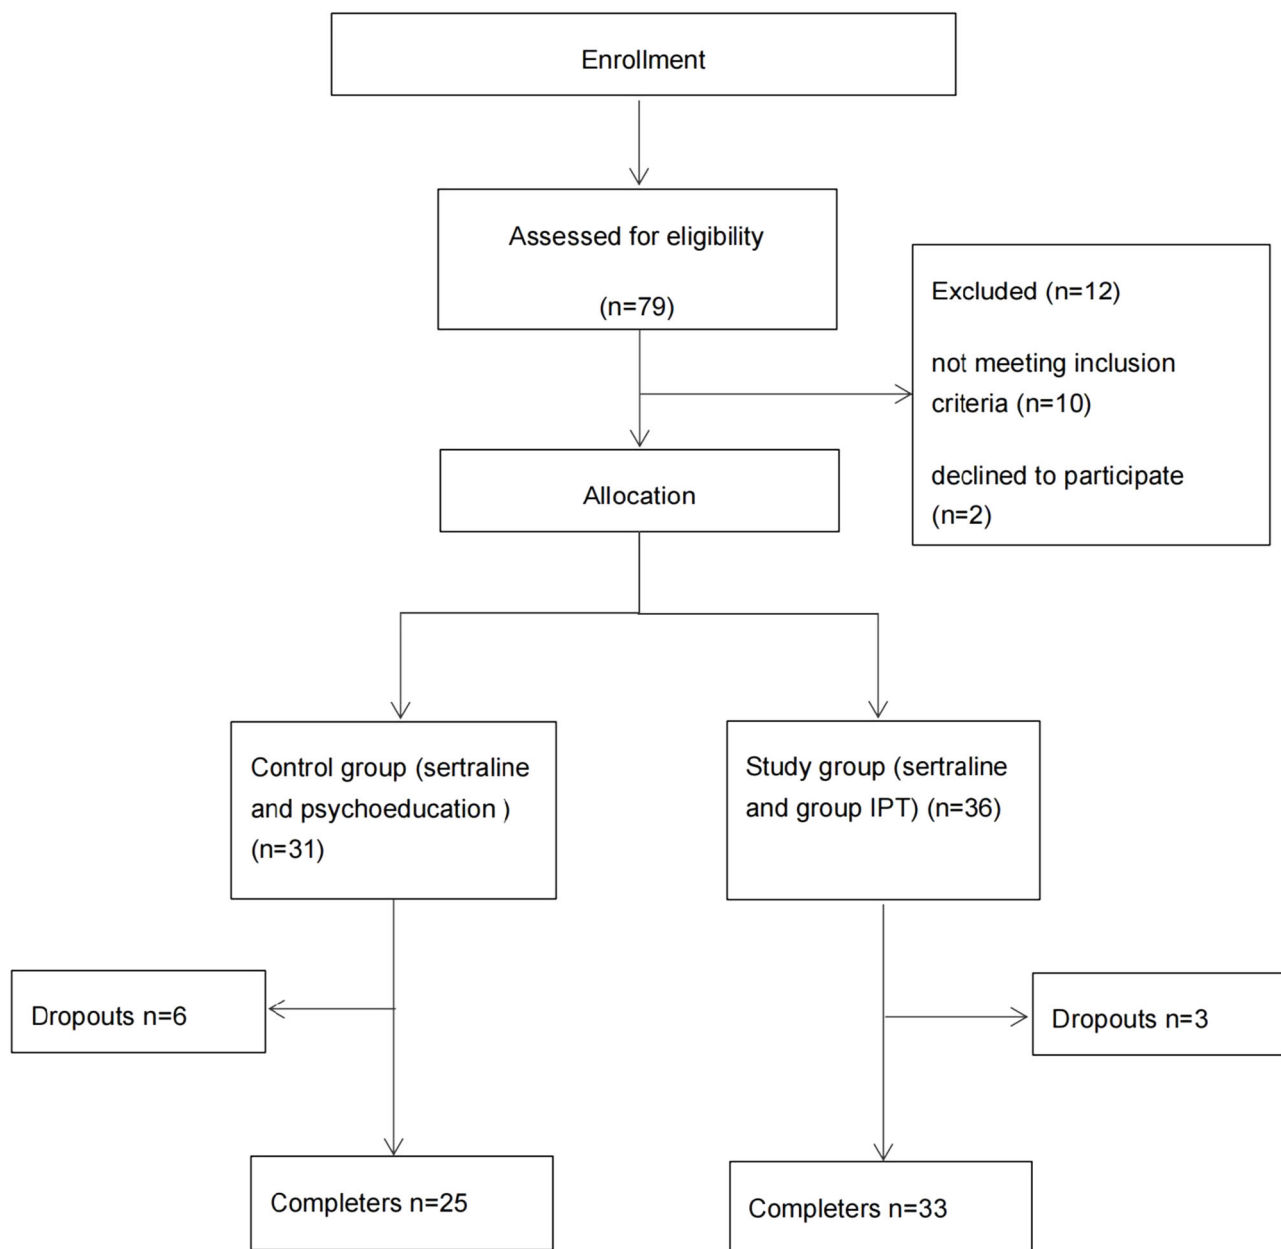 Enrollment
Assessed for eligibility
(n=79)
Excluded (n=12)
not meeting inclusion
criteria (n=10)
declined to participate
(n=2)
Allocation
Control group (sertraline
and psychoeducation )
(n=31)
Study group (sertraline
and group IPT) (n=36)
Dropouts n=6
Dropouts n=3
Completers n=25
Completers n=33